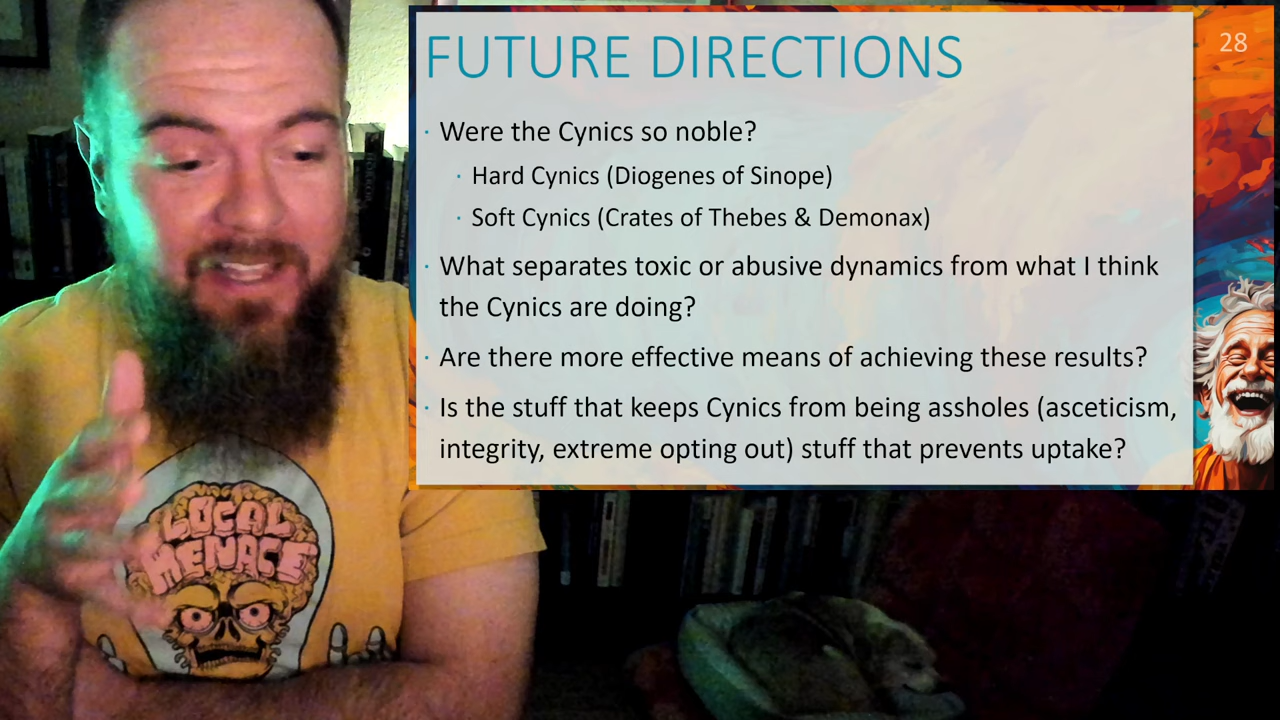 FUTURE DIRECTIONS
28
· Were the Cynics so noble?
· Hard Cynics (Diogenes of Sinope)
· Soft Cynics (Crates of Thebes & Demonax)
· What separates toxic or abusive dynamics from what I think
the Cynics are doing?
· Are there more effective means of achieving these results?
· Is the stuff that keeps Cynics from being assholes (asceticism,
integrity, extreme opting out) stuff that prevents uptake?
LOCAL
MENACE